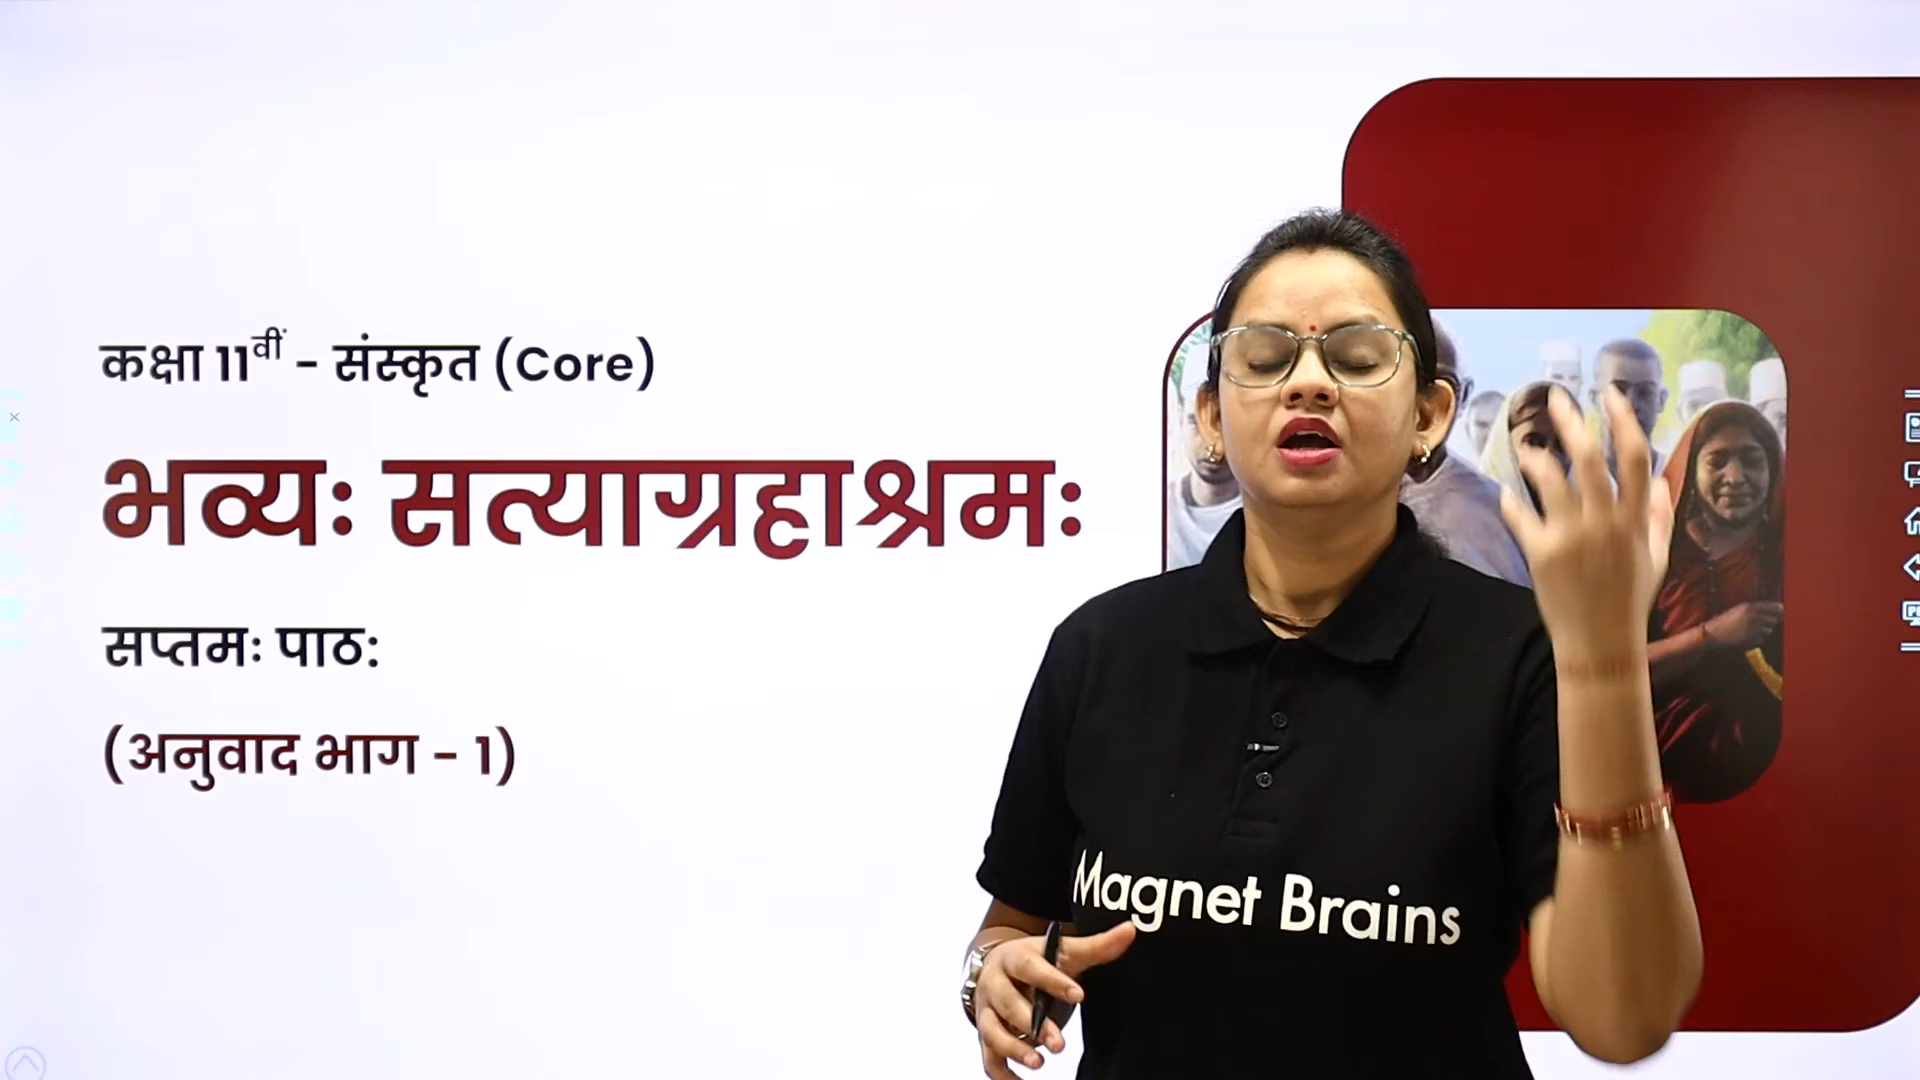 कक्षा 11वीं - संस्कृत (Core)
भव्यः सत्याग्रहाश्रमः
सप्तमः पाठ:
(अनुवाद भाग - 1)
Magnet Brains